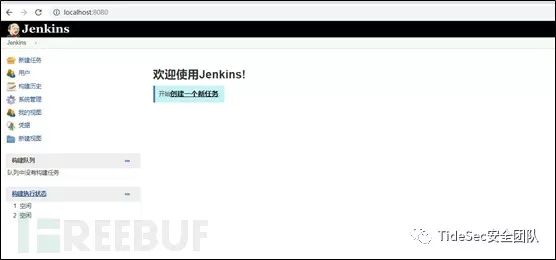 localhost:8080
Jenkins
Jenkins
新建任务
用户
构建历史
系统管理
我的视图
凭据
新建视图
欢迎使用Jenkins!
开始创建一个新任务
构建队列
队列中没有构建任务
构建执行状态
1 空闲
2 空闲
REEBUF
TideSec安全团队